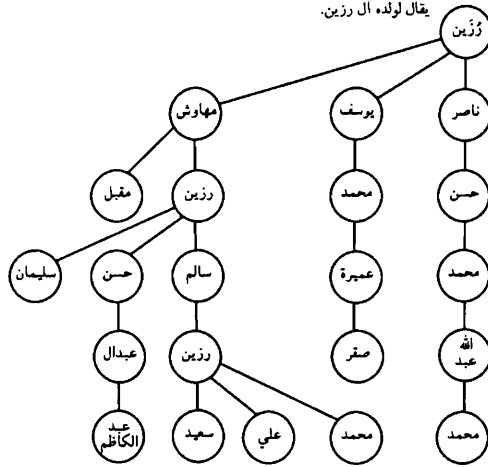 يقال لولده آل رزين.
رُزَين
مهاوش
يوسف
ناصر
مقبل
رزين
محمد
حسن
سليمان
حسن
سالم
عميرة
محمد
عبدال
رزين
صقر
الله
عبد
عبد
الكاظم
سعيد
علي
محمد
محمد